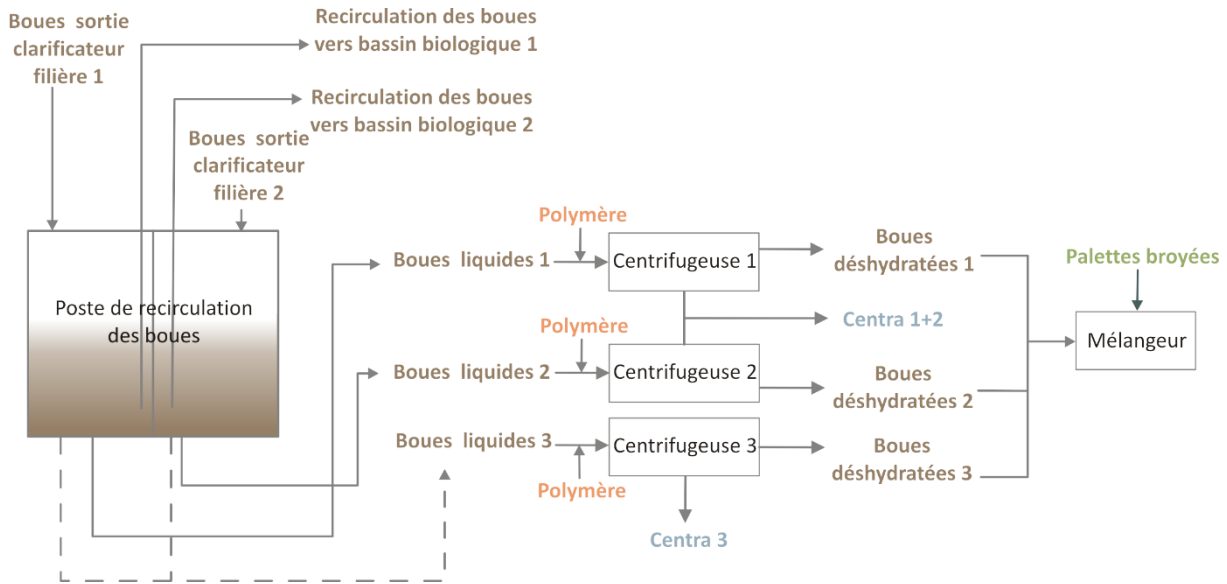 Boues sortie
clarificateur
filière 1
Recirculation des boues
vers bassin biologique 1
Recirculation des boues
vers bassin biologique 2
Boues sortie
clarificateur
filière 2
Poste de recirculation
des boues
Polymère
Boues liquides 1
Centrifugeuse 1
Boues
déshydratées 1
Palettes broyées
Polymère
Centra 1+2
Mélangeur
Boues liquides 2
Centrifugeuse 2
Boues
déshydratées 2
Boues liquides 3
Centrifugeuse 3
Boues
déshydratées 3
Polymère
Centra 3